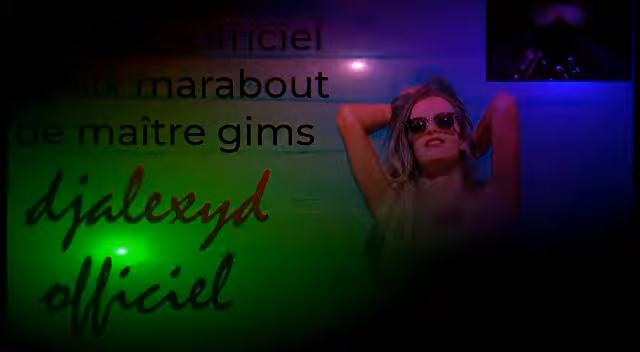 officiel
marabout
de maître gims
djalexyd
officiel